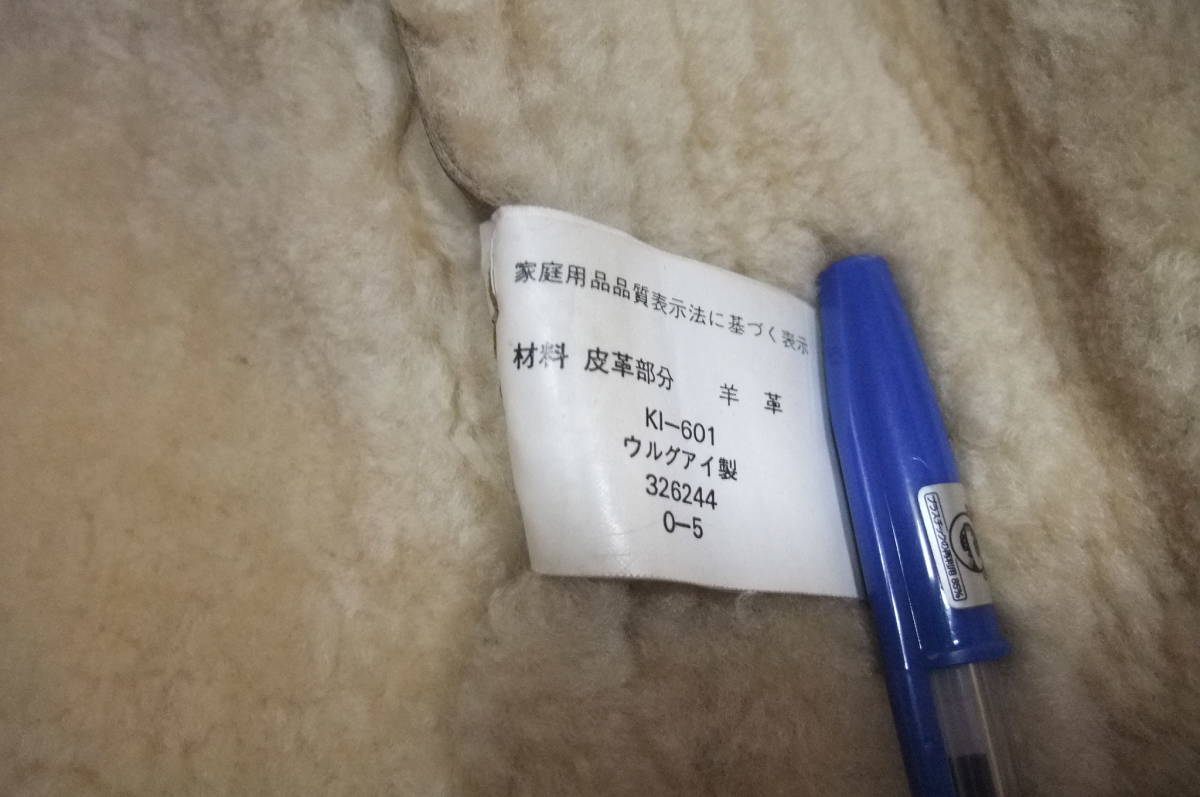 家庭用品品質表示法に基づく表示
材料 皮革部分 羊革
KI-601
ウルグアイ製
326244
0-5